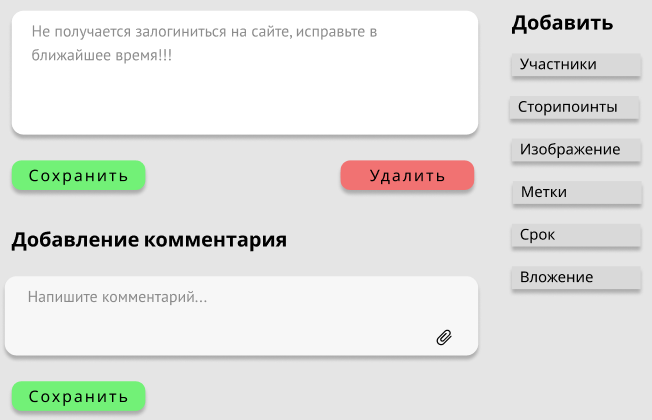 Не получается залогиниться на сайте, исправьте в
ближайшее время!!!
Сохранить
Удалить
Добавление комментария
Напишите комментарий...
Сохранить
Добавить
Участники
Сторипоинты
Изображение
Метки
Срок
Вложение